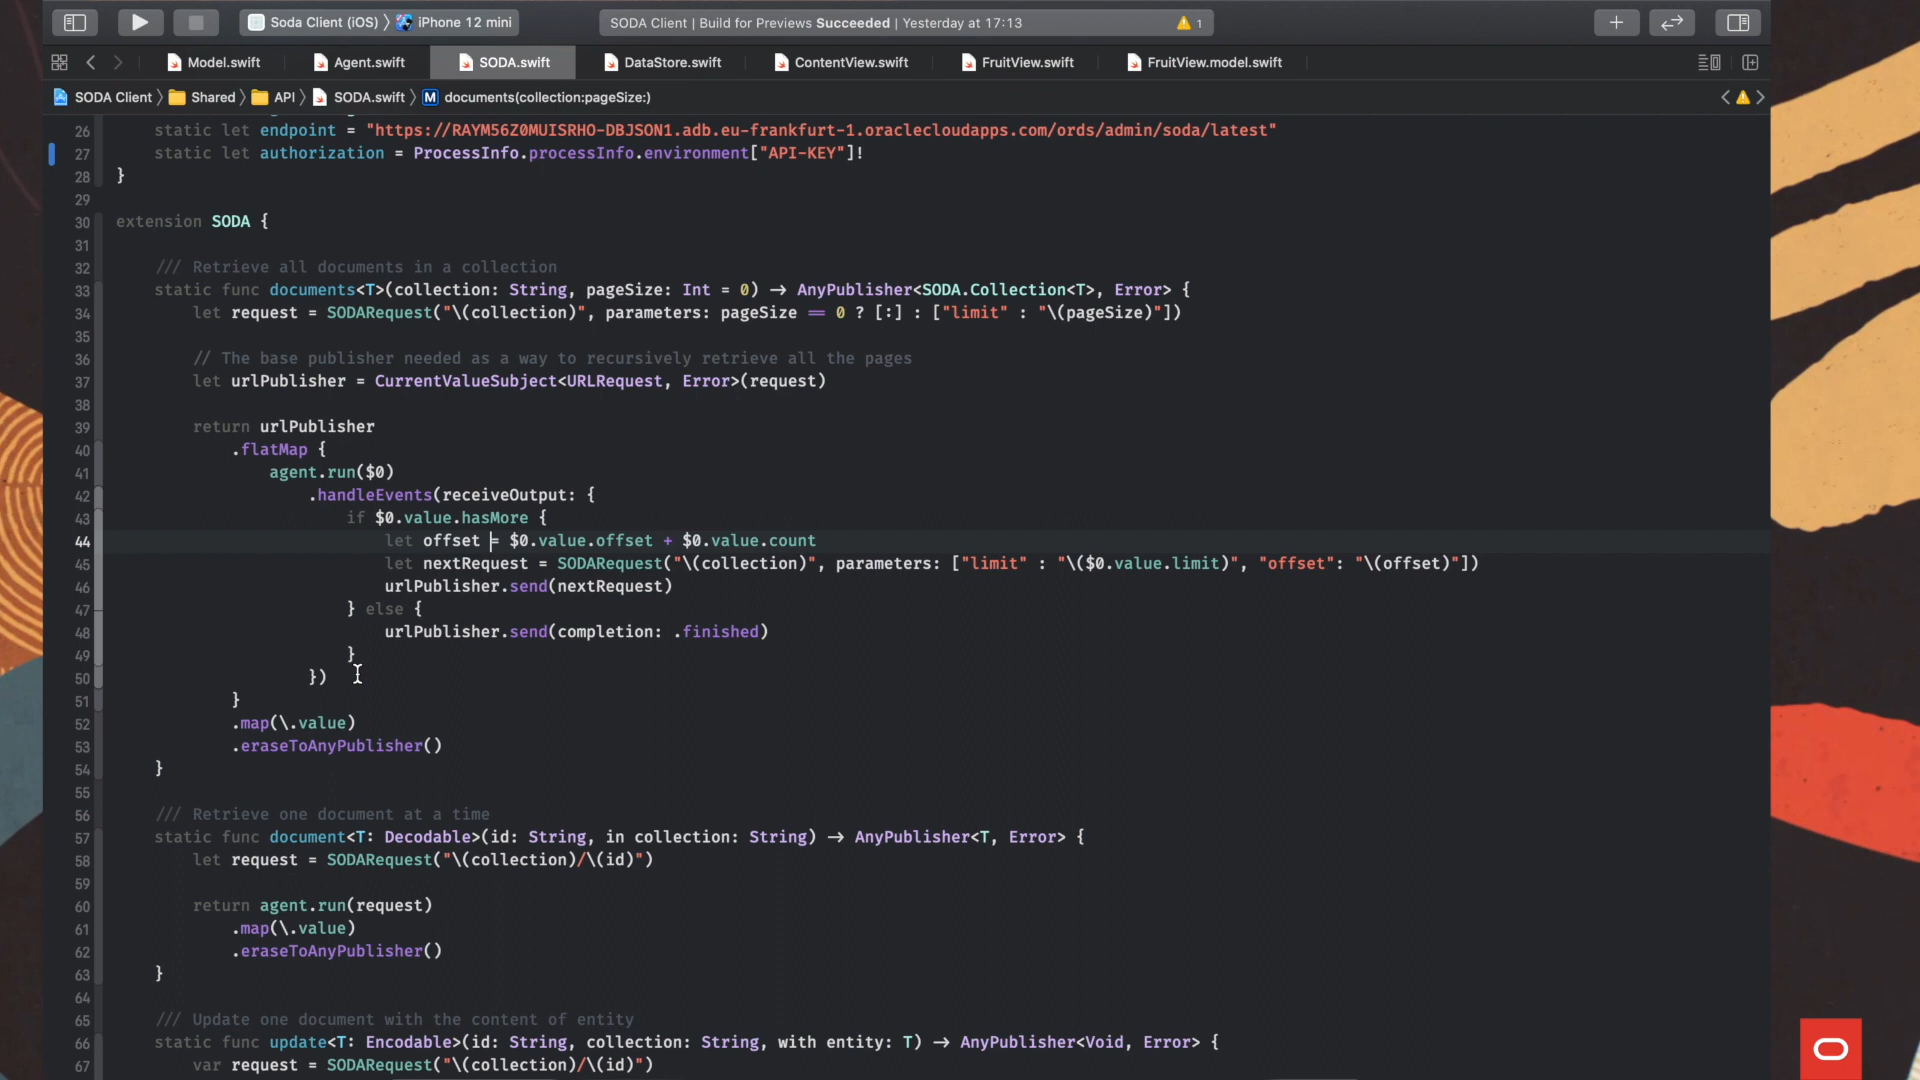 Soda Client (iOS) 〉 iPhone 12 mini
SODA Client | Build for Previews Succeeded | Yesterday at 17:13
1
Model.swift
Agent.swift
SODA.swift
DataStore.swift
ContentView.swift
FruitView.swift
FruitView.model.swift
SODA Client 〉 Shared 〉 API 〉 SODA.swift 〉 M documents(collection:pageSize:)
26 static let endpoint = "https://RAYM56Z0MUISRHO-DBJSON1.adb.eu-frankfurt-1.oraclecloudapps.com/ords/admin/soda/latest"
27 static let authorization = ProcessInfo.processInfo.environment["API-KEY"]!
28 }
29
30 extension SODA {
31
32 /// Retrieve all documents in a collection
33 static func documents<T>(collection: String, pageSize: Int = 0) -> AnyPublisher<SODA.Collection<T>, Error> {
34 let request = SODARequest("\(collection)", parameters: pageSize == 0 ? [:] : ["limit" : "\(pageSize)"])
35
36 // The base publisher needed as a way to recursively retrieve all the pages
37 let urlPublisher = CurrentValueSubject<URLRequest, Error>(request)
38
39 return urlPublisher
40 .flatMap {
41 agent.run($0)
42 .handleEvents(receiveOutput: {
43 if $0.value.hasMore {
44 let offset = $0.value.offset + $0.value.count
45 let nextRequest = SODARequest("\(collection)", parameters: ["limit" : "\($0.value.limit)", "offset": "\(offset)"])
46 urlPublisher.send(nextRequest)
47 } else {
48 urlPublisher.send(completion: .finished)
49 }
50 })
51 }
52 .map(\.value)
53 .eraseToAnyPublisher()
54 }
55
56 /// Retrieve one document at a time
57 static func document<T: Decodable>(id: String, in collection: String) -> AnyPublisher<T, Error> {
58 let request = SODARequest("\(collection)/\(id)")
59
60 return agent.run(request)
61 .map(\.value)
62 .eraseToAnyPublisher()
63 }
64
65 /// Update one document with the content of entity
66 static func update<T: Encodable>(id: String, collection: String, with entity: T) -> AnyPublisher<Void, Error> {
67 var request = SODARequest("\(collection)/\(id)")